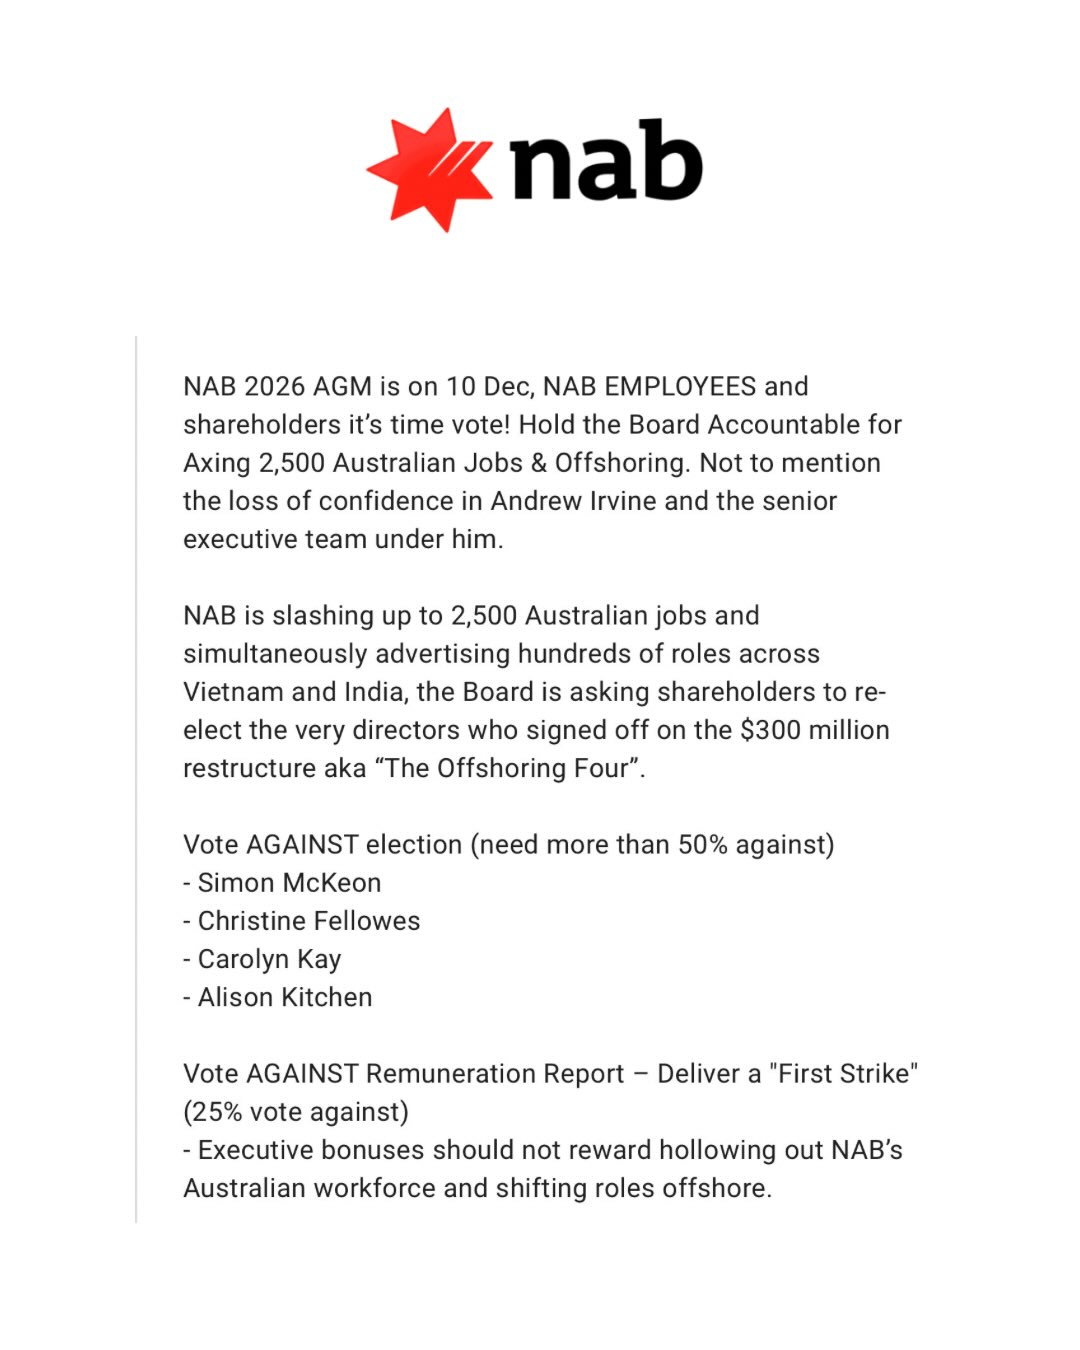 nab
NAB 2026 AGM is on 10 Dec, NAB EMPLOYEES and
shareholders it’s time vote! Hold the Board Accountable for
Axing 2,500 Australian Jobs & Offshoring. Not to mention
the loss of confidence in Andrew Irvine and the senior
executive team under him.
NAB is slashing up to 2,500 Australian jobs and
simultaneously advertising hundreds of roles across
Vietnam and India, the Board is asking shareholders to re-
elect the very directors who signed off on the $300 million
restructure aka “The Offshoring Four”.
Vote AGAINST election (need more than 50% against)
- Simon McKeon
- Christine Fellowes
- Carolyn Kay
- Alison Kitchen
Vote AGAINST Remuneration Report – Deliver a "First Strike"
(25% vote against)
- Executive bonuses should not reward hollowing out NAB’s
Australian workforce and shifting roles offshore.